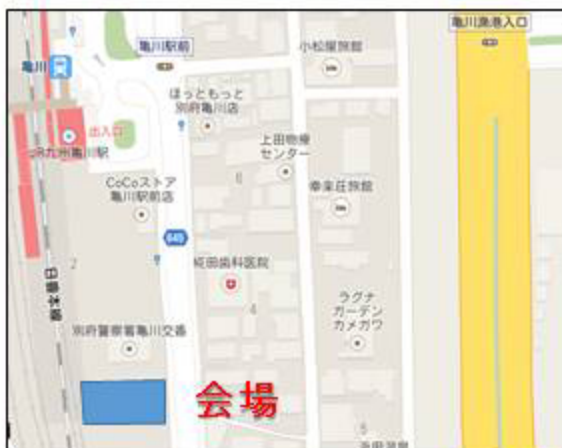 亀川漁港入口
亀川駅前
小松屋旅館
亀川
ほっともっと
別府亀川店
出入口
JR九州亀川駅
上田物療
センター
CoCoストア
亀川駅前店
6
幸楽荘旅館
645
2
日豊本線
歯科医院
4
ラグナ
ガーデン
カメガワ
別府警察署亀川交番
会場
5